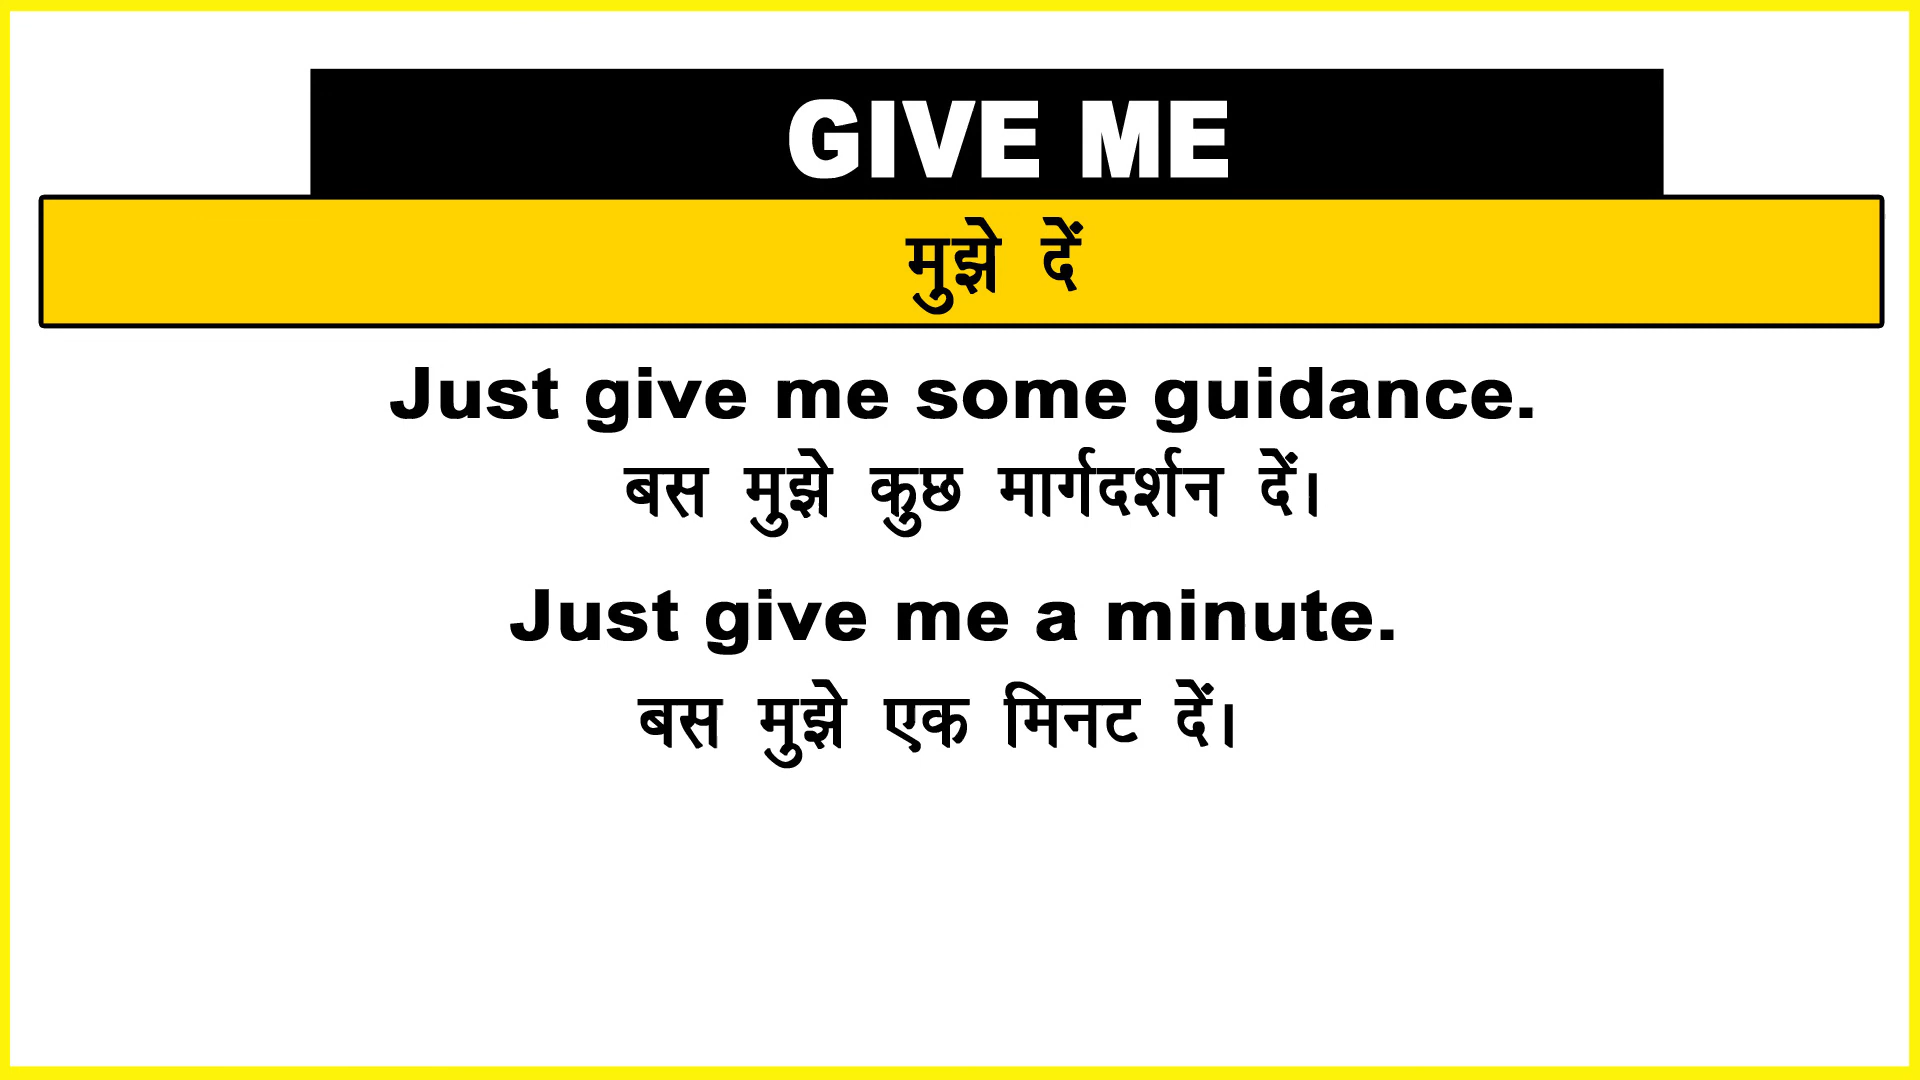 GIVE ME
मुझे दें
Just give me some guidance.
बस मुझे कुछ मार्गदर्शन दें।
Just give me a minute.
बस मुझे एक मिनट दें।